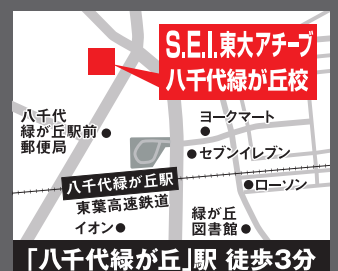 S.E.I.東大アチーブ
八千代緑が丘校
八千代
緑が丘駅前
郵便局
ヨークマート
セブンイレブン
八千代緑が丘駅
東葉高速鉄道
ローソン
イオン
緑が丘
図書館
「八千代緑が丘」駅 徒歩3分